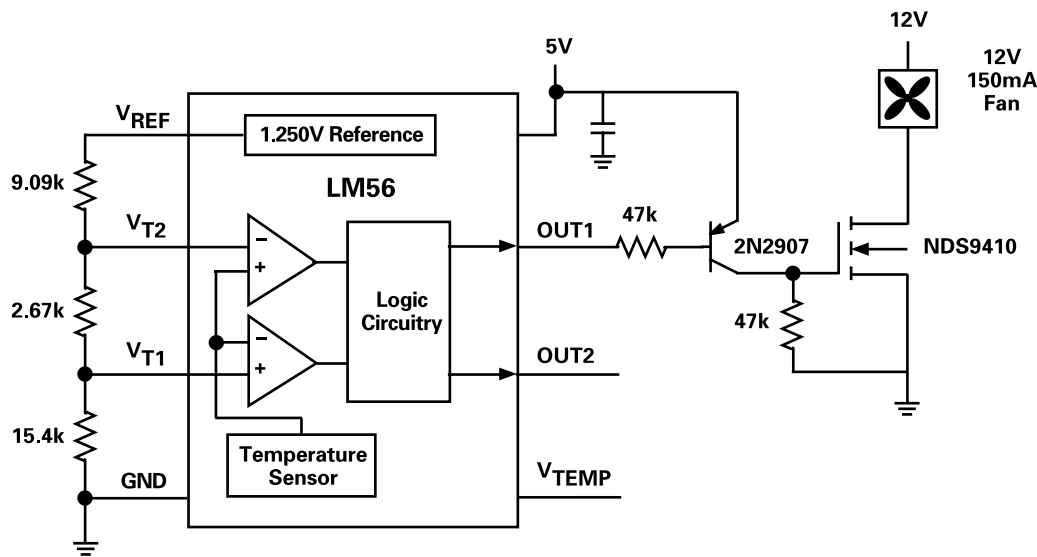 12V
12V
150mA
Fan
5V
VREF
1.250V Reference
LM56
9.09k
VT2
OUT1
47k
2N2907
NDS9410
Logic
Circuitry
2.67k
47k
VT1
OUT2
15.4k
Temperature
Sensor
GND
VTEMP